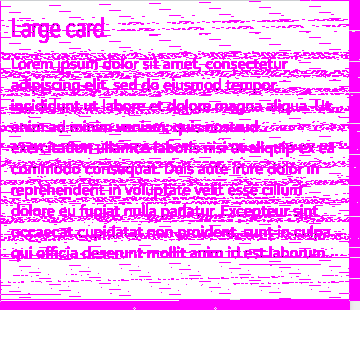 Large card
Lorem ipsum dolor sit amet, consectetur
adipiscing elit, sed do eiusmod tempor
incididunt ut labore et dolore magna aliqua. Ut
enim ad minim veniam, quis nostrud
exercitation ullamco laboris nisi ut aliquip ex ea
commodo consequat. Duis aute irure dolor in
reprehenderit in voluptate velit esse cillum
dolore eu fugiat nulla pariatur. Excepteur sint
occaecat cupidatat non proident, sunt in culpa
qui officia deserunt mollit anim id est laborum.